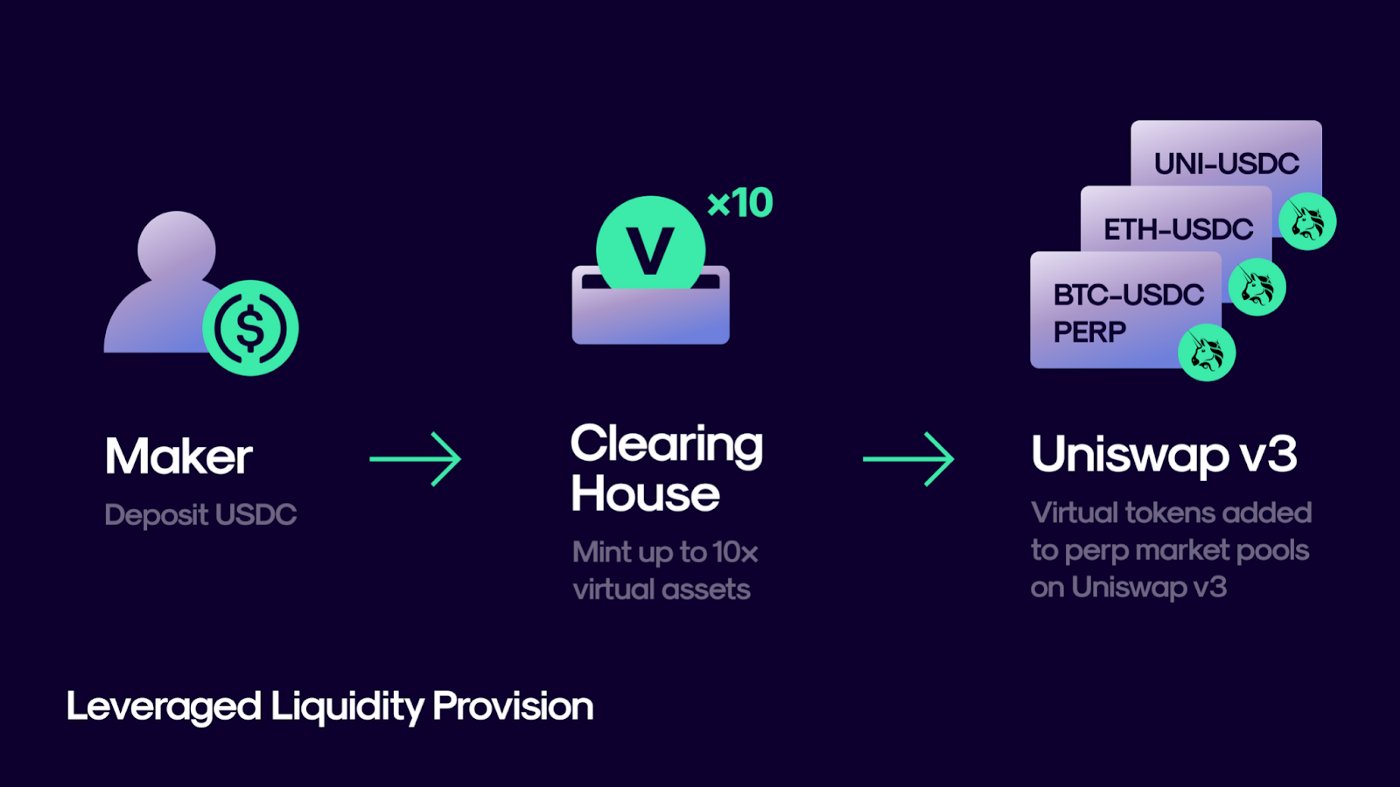 Maker
Deposit USDC
V
×10
Clearing
House
Mint up to 10×
virtual assets
UNI-USDC
ETH-USDC
BTC-USDC
PERP
Uniswap v3
Virtual tokens added
to perp market pools
on Uniswap v3
Leveraged Liquidity Provision